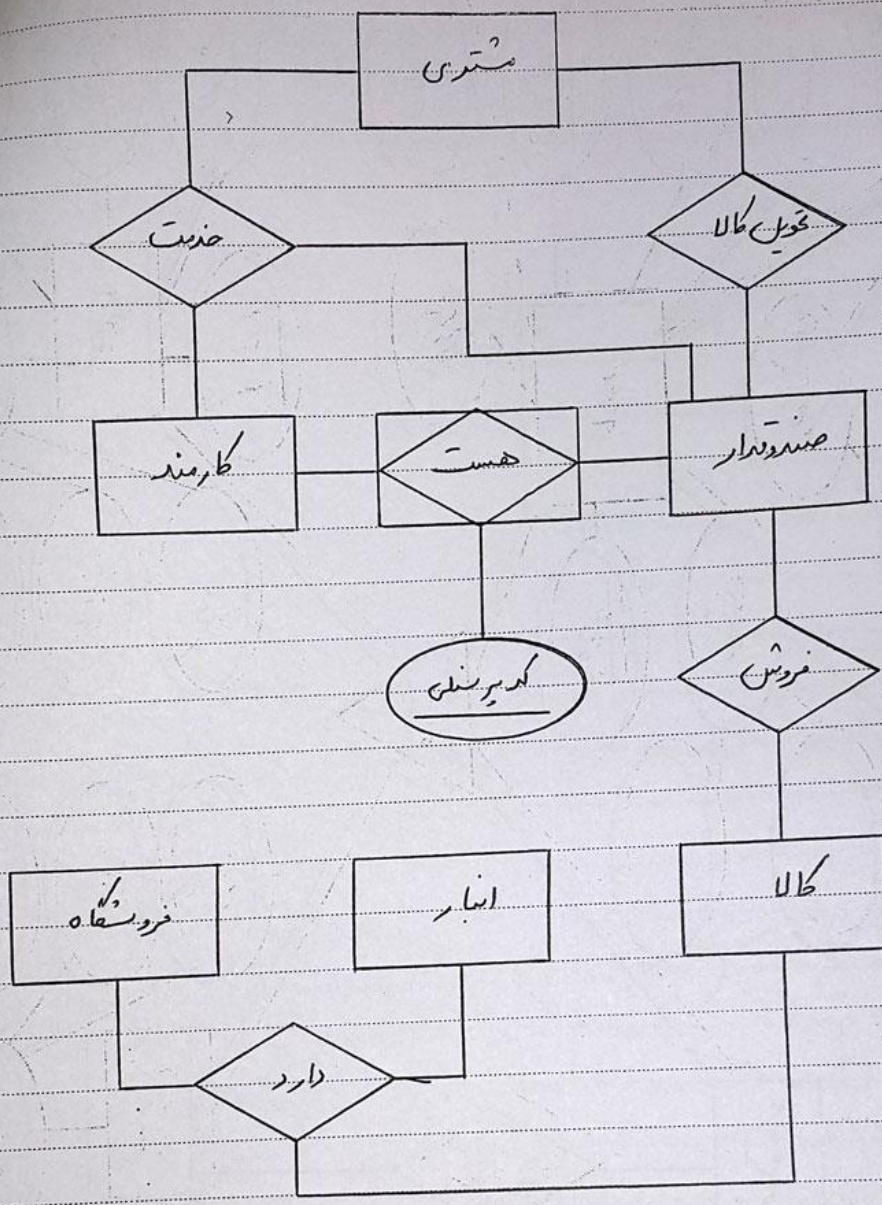 مشتری
خدمت
تحویل کالا
کارمند
هست
صندوقدار
کد پرسنلی
فروش
فروشگاه
انبار
کالا
دارد